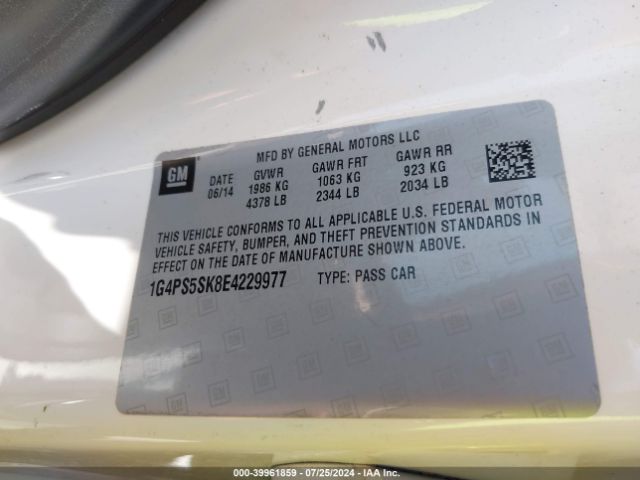 GM
MFD BY GENERAL MOTORS LLC
DATE GVWR GAWR FRT GAWR RR
06/14 1986 KG 1063 KG 923 KG
4378 LB 2344 LB 2034 LB
THIS VEHICLE CONFORMS TO ALL APPLICABLE U.S. FEDERAL MOTOR
VEHICLE SAFETY, BUMPER, AND THEFT PREVENTION STANDARDS IN
EFFECT ON THE DATE OF MANUFACTURE SHOWN ABOVE.
1G4PS5SK8E4229977 TYPE: PASS CAR
000-39961859 - 07/25/2024 - IAA Inc.